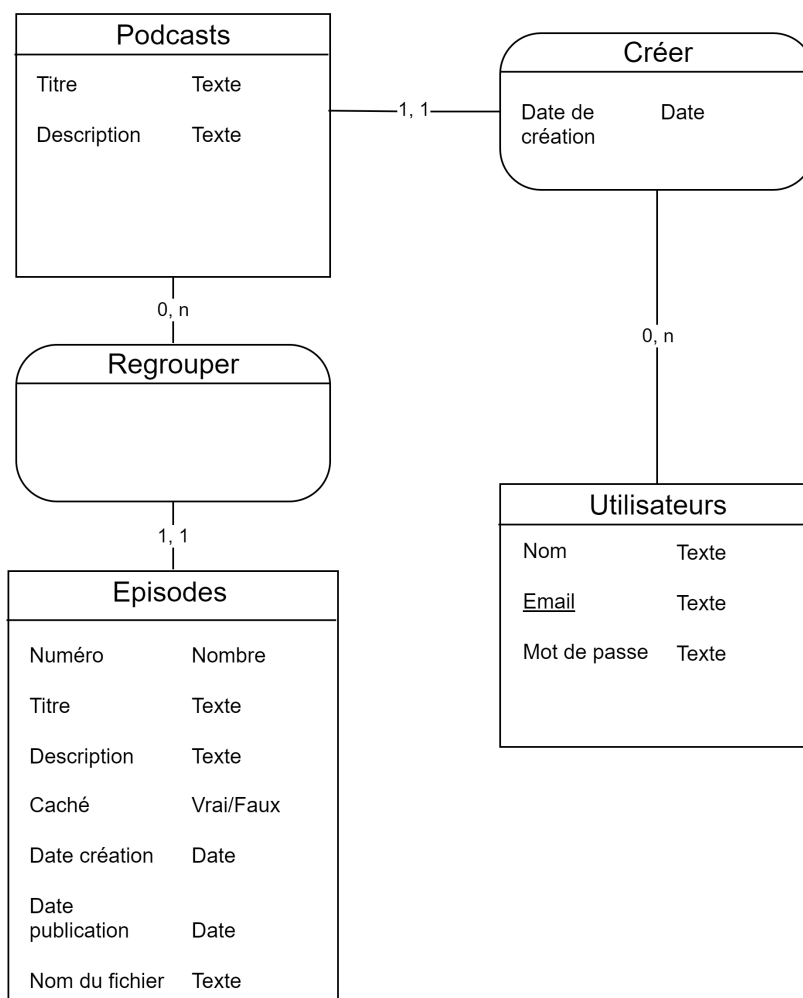 Podcasts
Titre Texte
Description Texte
1, 1
Créer
Date de Date
création
0, n
Regrouper
1, 1
0, n
Utilisateurs
Nom Texte
Email Texte
Mot de passe Texte
Episodes
Numéro Nombre
Titre Texte
Description Texte
Caché Vrai/Faux
Date création Date
Date
publication Date
Nom du fichier Texte